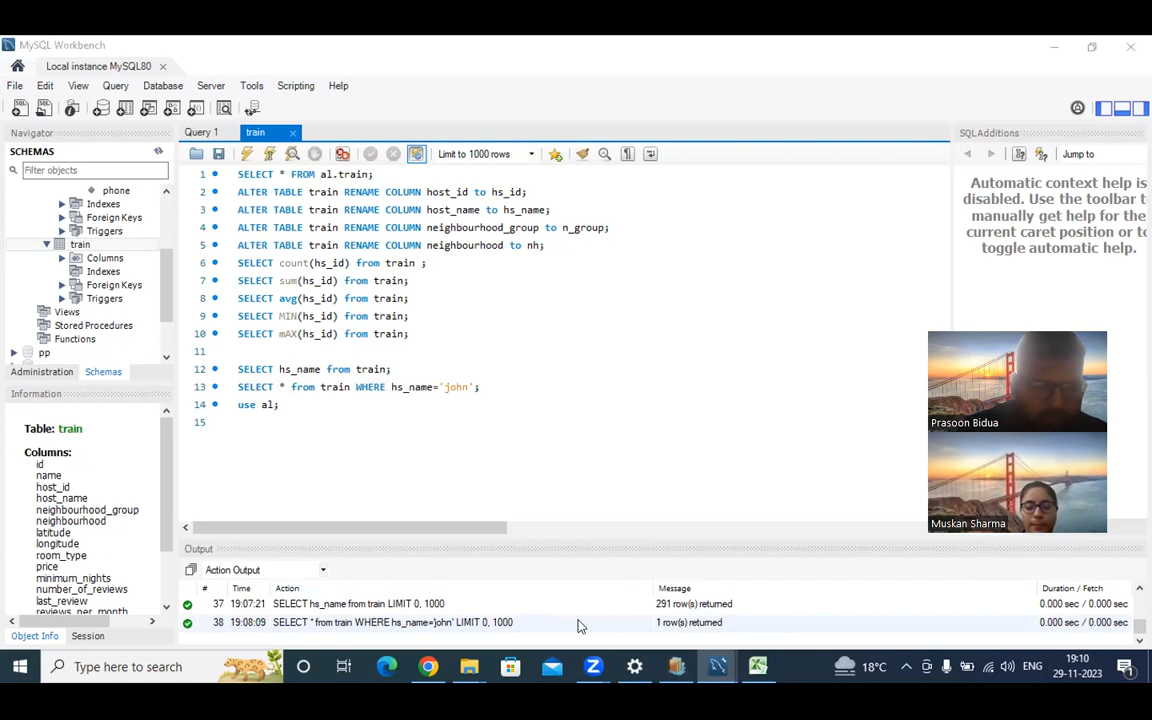 MySQL Workbench
Local instance MySQL80
File Edit View Query Database Server Tools Scripting Help
Navigator
SCHEMAS
Filter objects
phone
Indexes
Foreign Keys
Triggers
train
Columns
Indexes
Foreign Keys
Triggers
Views
Stored Procedures
Functions
pp
Administration Schemas
Information
Table: train
Columns:
id
name
host_id
host_name
neighbourhood_group
neighbourhood
latitude
longitude
room_type
price
minimum_nights
number_of_reviews
last_review
reviews_per_month
Object Info Session
Query 1 train
Limit to 1000 rows
1 SELECT * FROM al.train;
2 ALTER TABLE train RENAME COLUMN host_id to hs_id;
3 ALTER TABLE train RENAME COLUMN host_name to hs_name;
4 ALTER TABLE train RENAME COLUMN neighbourhood_group to n_group;
5 ALTER TABLE train RENAME COLUMN neighbourhood to nh;
6 SELECT count(hs_id) from train ;
7 SELECT sum(hs_id) from train;
8 SELECT avg(hs_id) from train;
9 SELECT MIN(hs_id) from train;
10 SELECT mAX(hs_id) from train;
11
12 SELECT hs_name from train;
13 SELECT * from train WHERE hs_name='john';
14 use al;
15
SQL Additions
Jump to
Automatic context help is
disabled. Use the toolbar to
manually get help for the
current caret position or to
toggle automatic help.
Prasoon Bidua
Muskan Sharma
Output
Action Output
# Time Action Message Duration / Fetch
37 19:07:21 SELECT hs_name from train LIMIT 0, 1000 291 row(s) returned 0.000 sec / 0.000 sec
38 19:08:09 SELECT * from train WHERE hs_name='john' LIMIT 0, 1000 1 row(s) returned 0.000 sec / 0.000 sec
Type here to search
18°C
ENG
19:10
29-11-2023